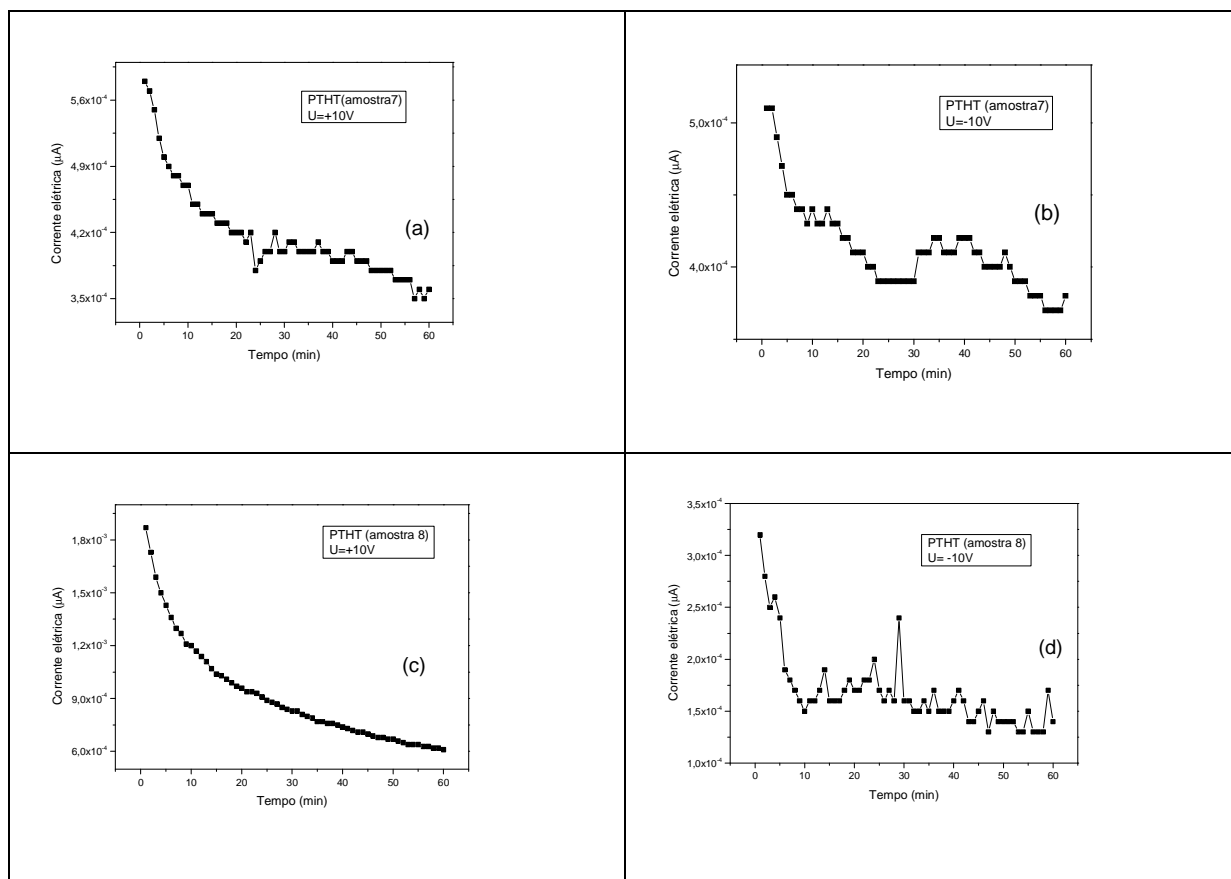 5,6x10⁻⁴
4,9x10⁻⁴
4,2x10⁻⁴
3,5x10⁻⁴
Corrente elétrica (µA)
PTHT(amostra7)
U=+10V
(a)
0 10 20 30 40 50 60
Tempo (min)
5,0x10⁻⁴
4,0x10⁻⁴
Corrente elétrica (µA)
PTHT (amostra7)
U=-10V
(b)
0 10 20 30 40 50 60
Tempo (min)
1,8x10⁻³
1,5x10⁻³
1,2x10⁻³
9,0x10⁻⁴
6,0x10⁻⁴
Corrente elétrica (µA)
PTHT (amostra 8)
U=+10V
(c)
0 10 20 30 40 50 60
Tempo (min)
3,5x10⁻⁴
3,0x10⁻⁴
2,5x10⁻⁴
2,0x10⁻⁴
1,5x10⁻⁴
1,0x10⁻⁴
Corrente elétrica (µA)
PTHT (amostra 8)
U= -10V
(d)
0 10 20 30 40 50 60
Tempo (min)